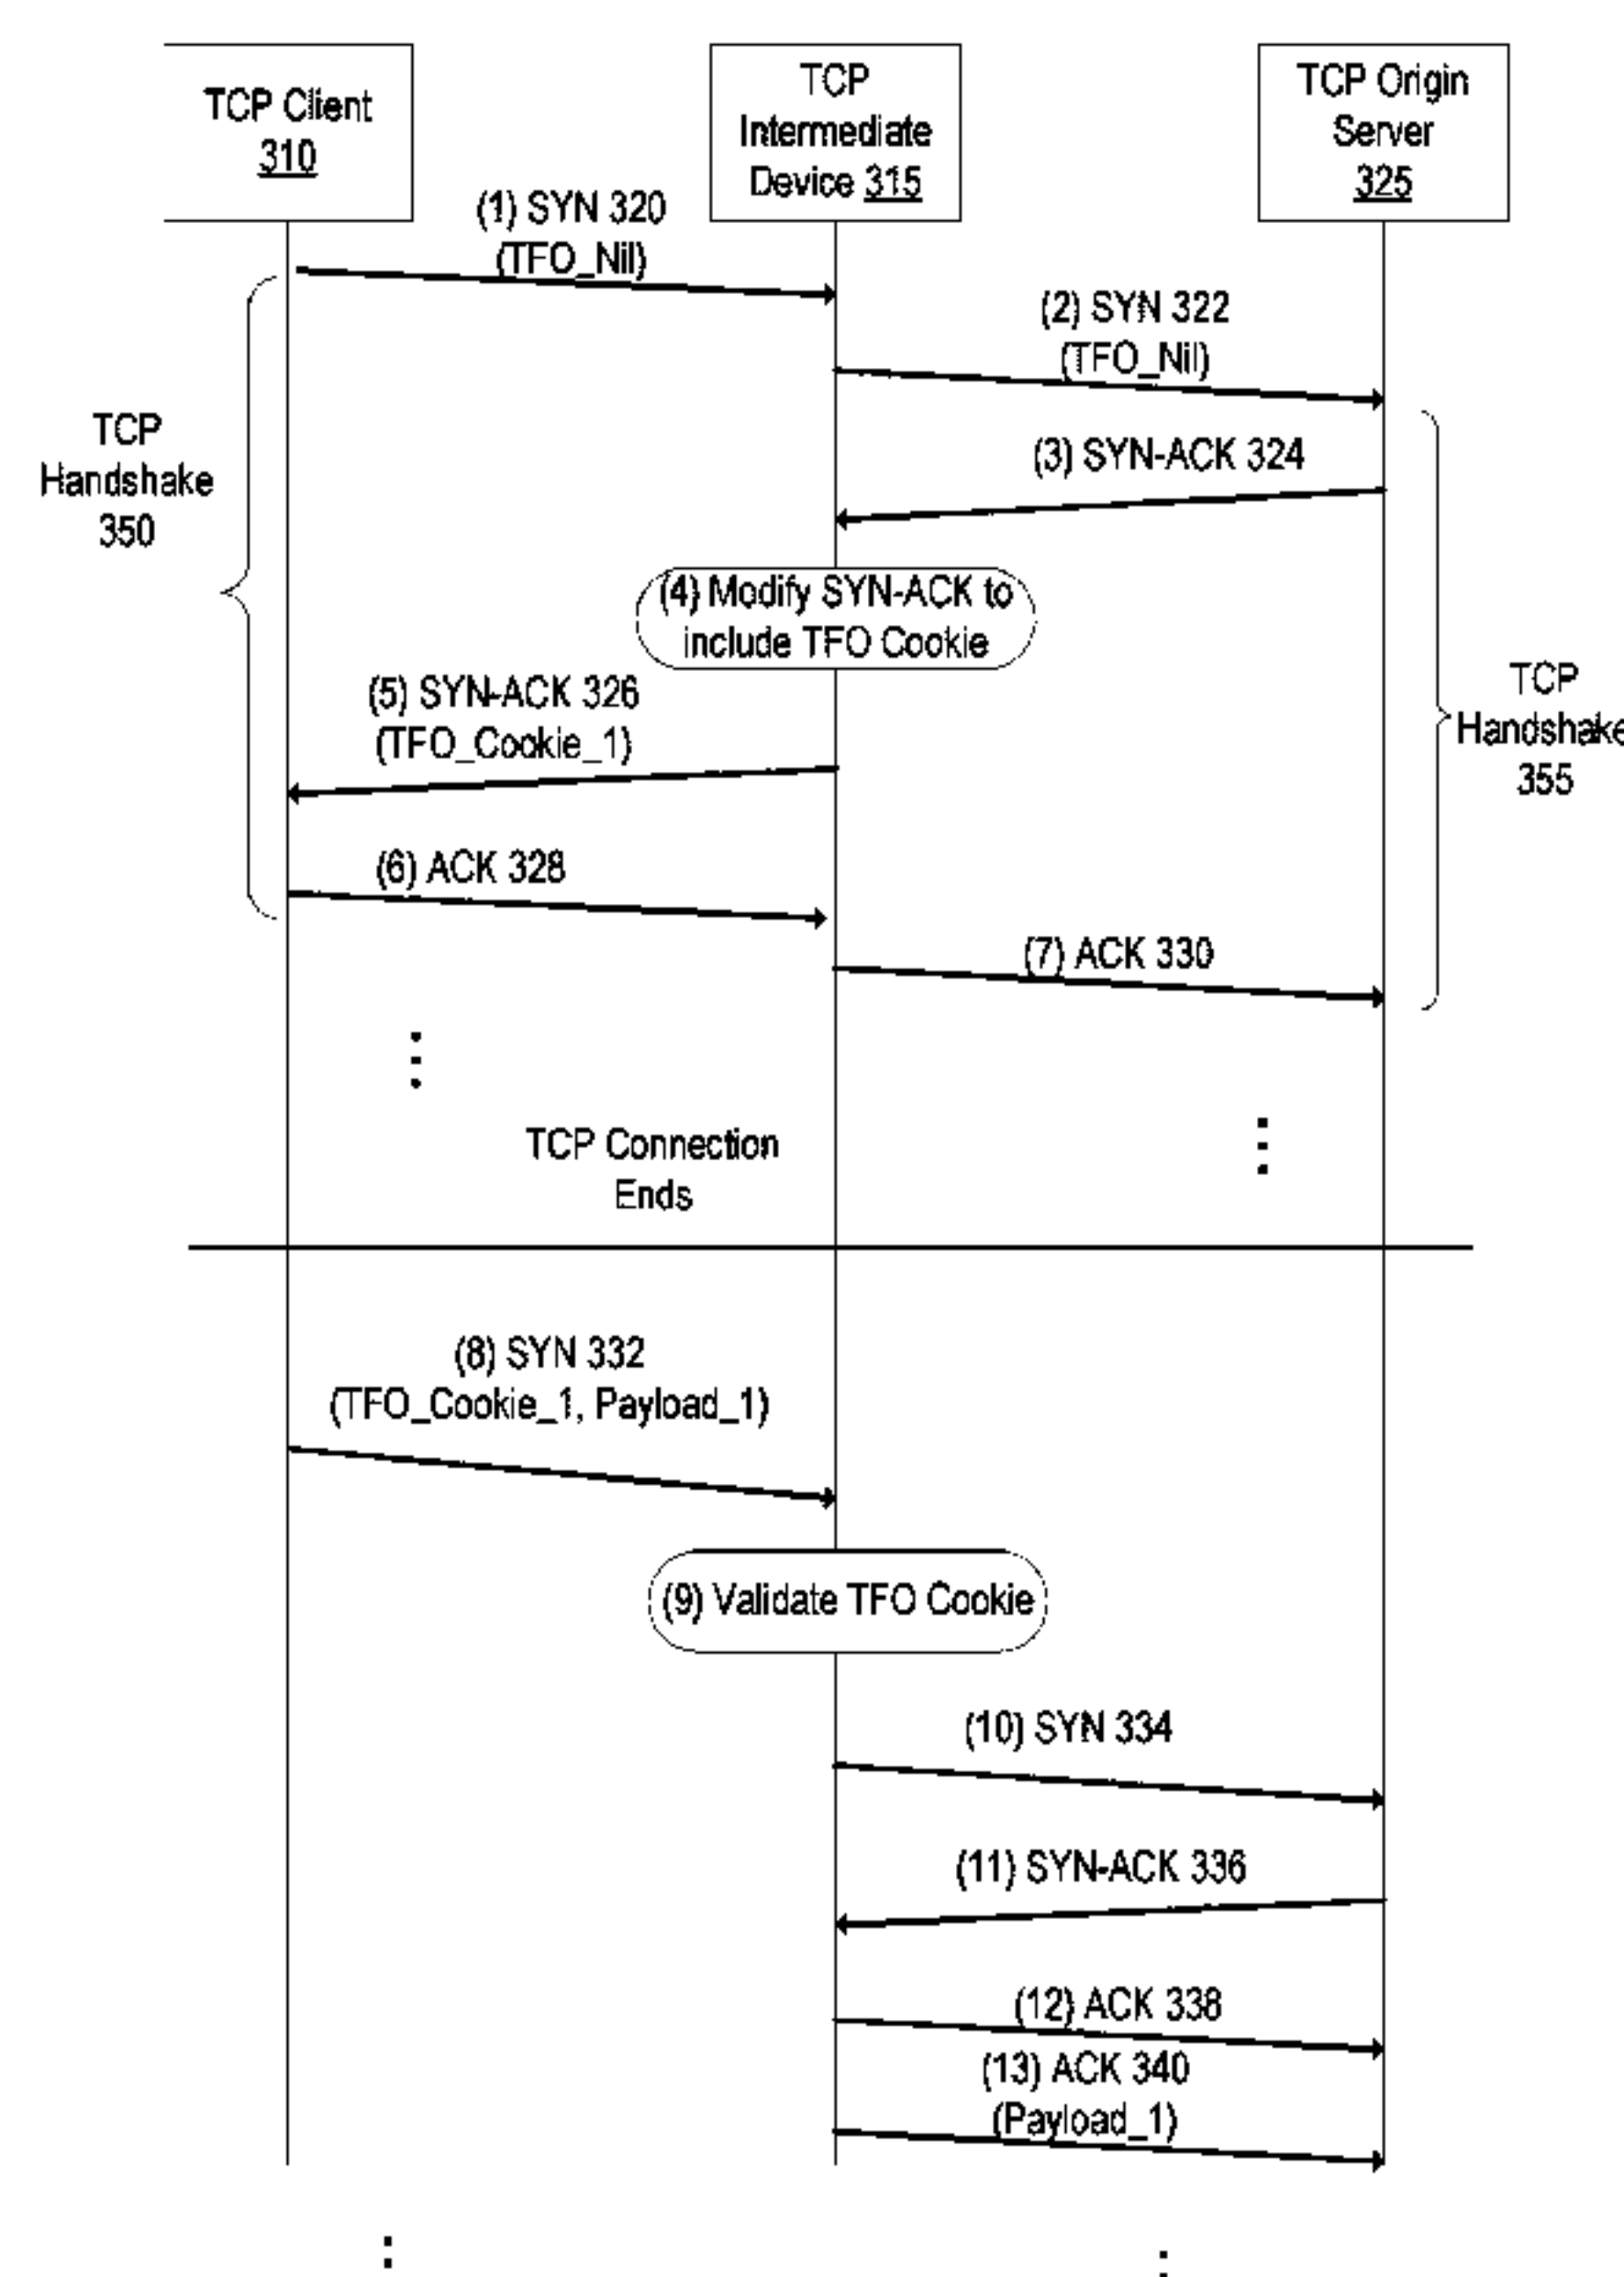 TCP Client
310
TCP
Intermediate
Device 315
TCP Origin
Server
325
(1) SYN 320
(TFO_Nil)
(2) SYN 322
(TFO_Nil)
TCP
Handshake
350
(3) SYN-ACK 324
(4) Modify SYN-ACK to
include TFO Cookie
(5) SYN-ACK 326
(TFO_Cookie_1)
TCP
Handshake
355
(6) ACK 328
(7) ACK 330
TCP Connection
Ends
(8) SYN 332
(TFO_Cookie_1, Payload_1)
(9) Validate TFO Cookie
(10) SYN 334
(11) SYN-ACK 336
(12) ACK 338
(13) ACK 340
(Payload_1)